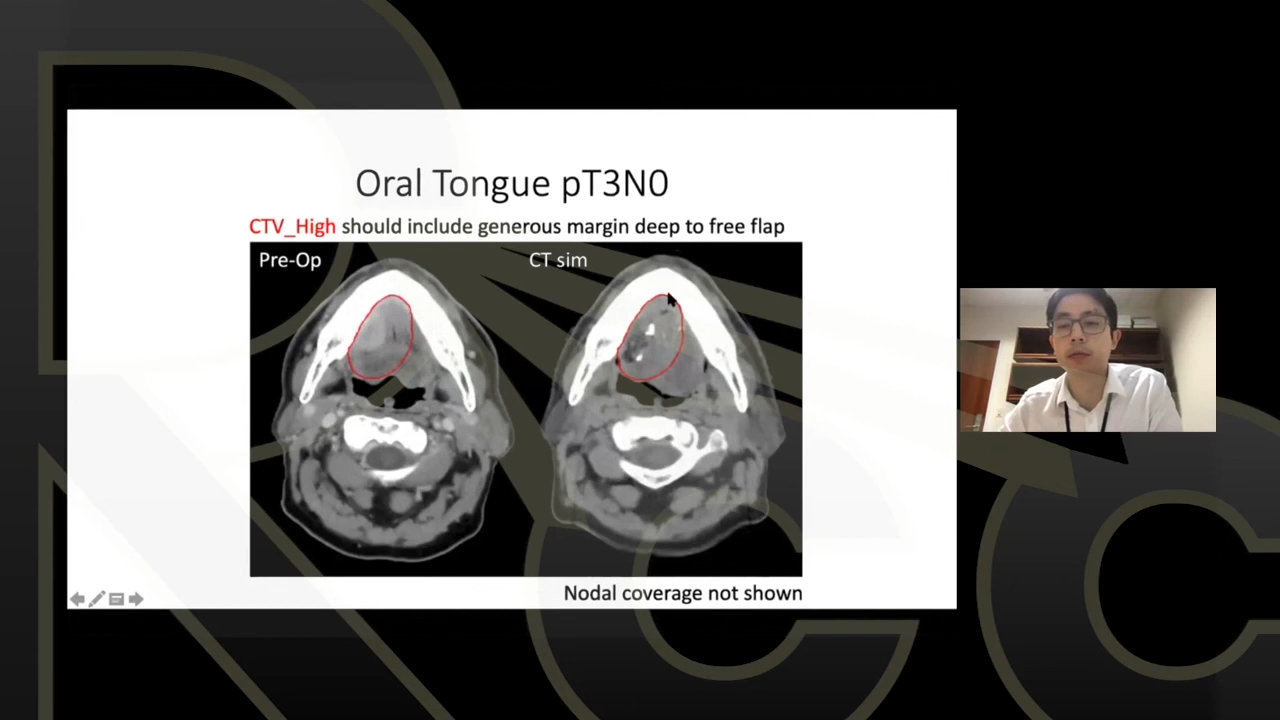 Oral Tongue pT3N0
CTV_High should include generous margin deep to free flap
Pre-Op
CT sim
Nodal coverage not shown